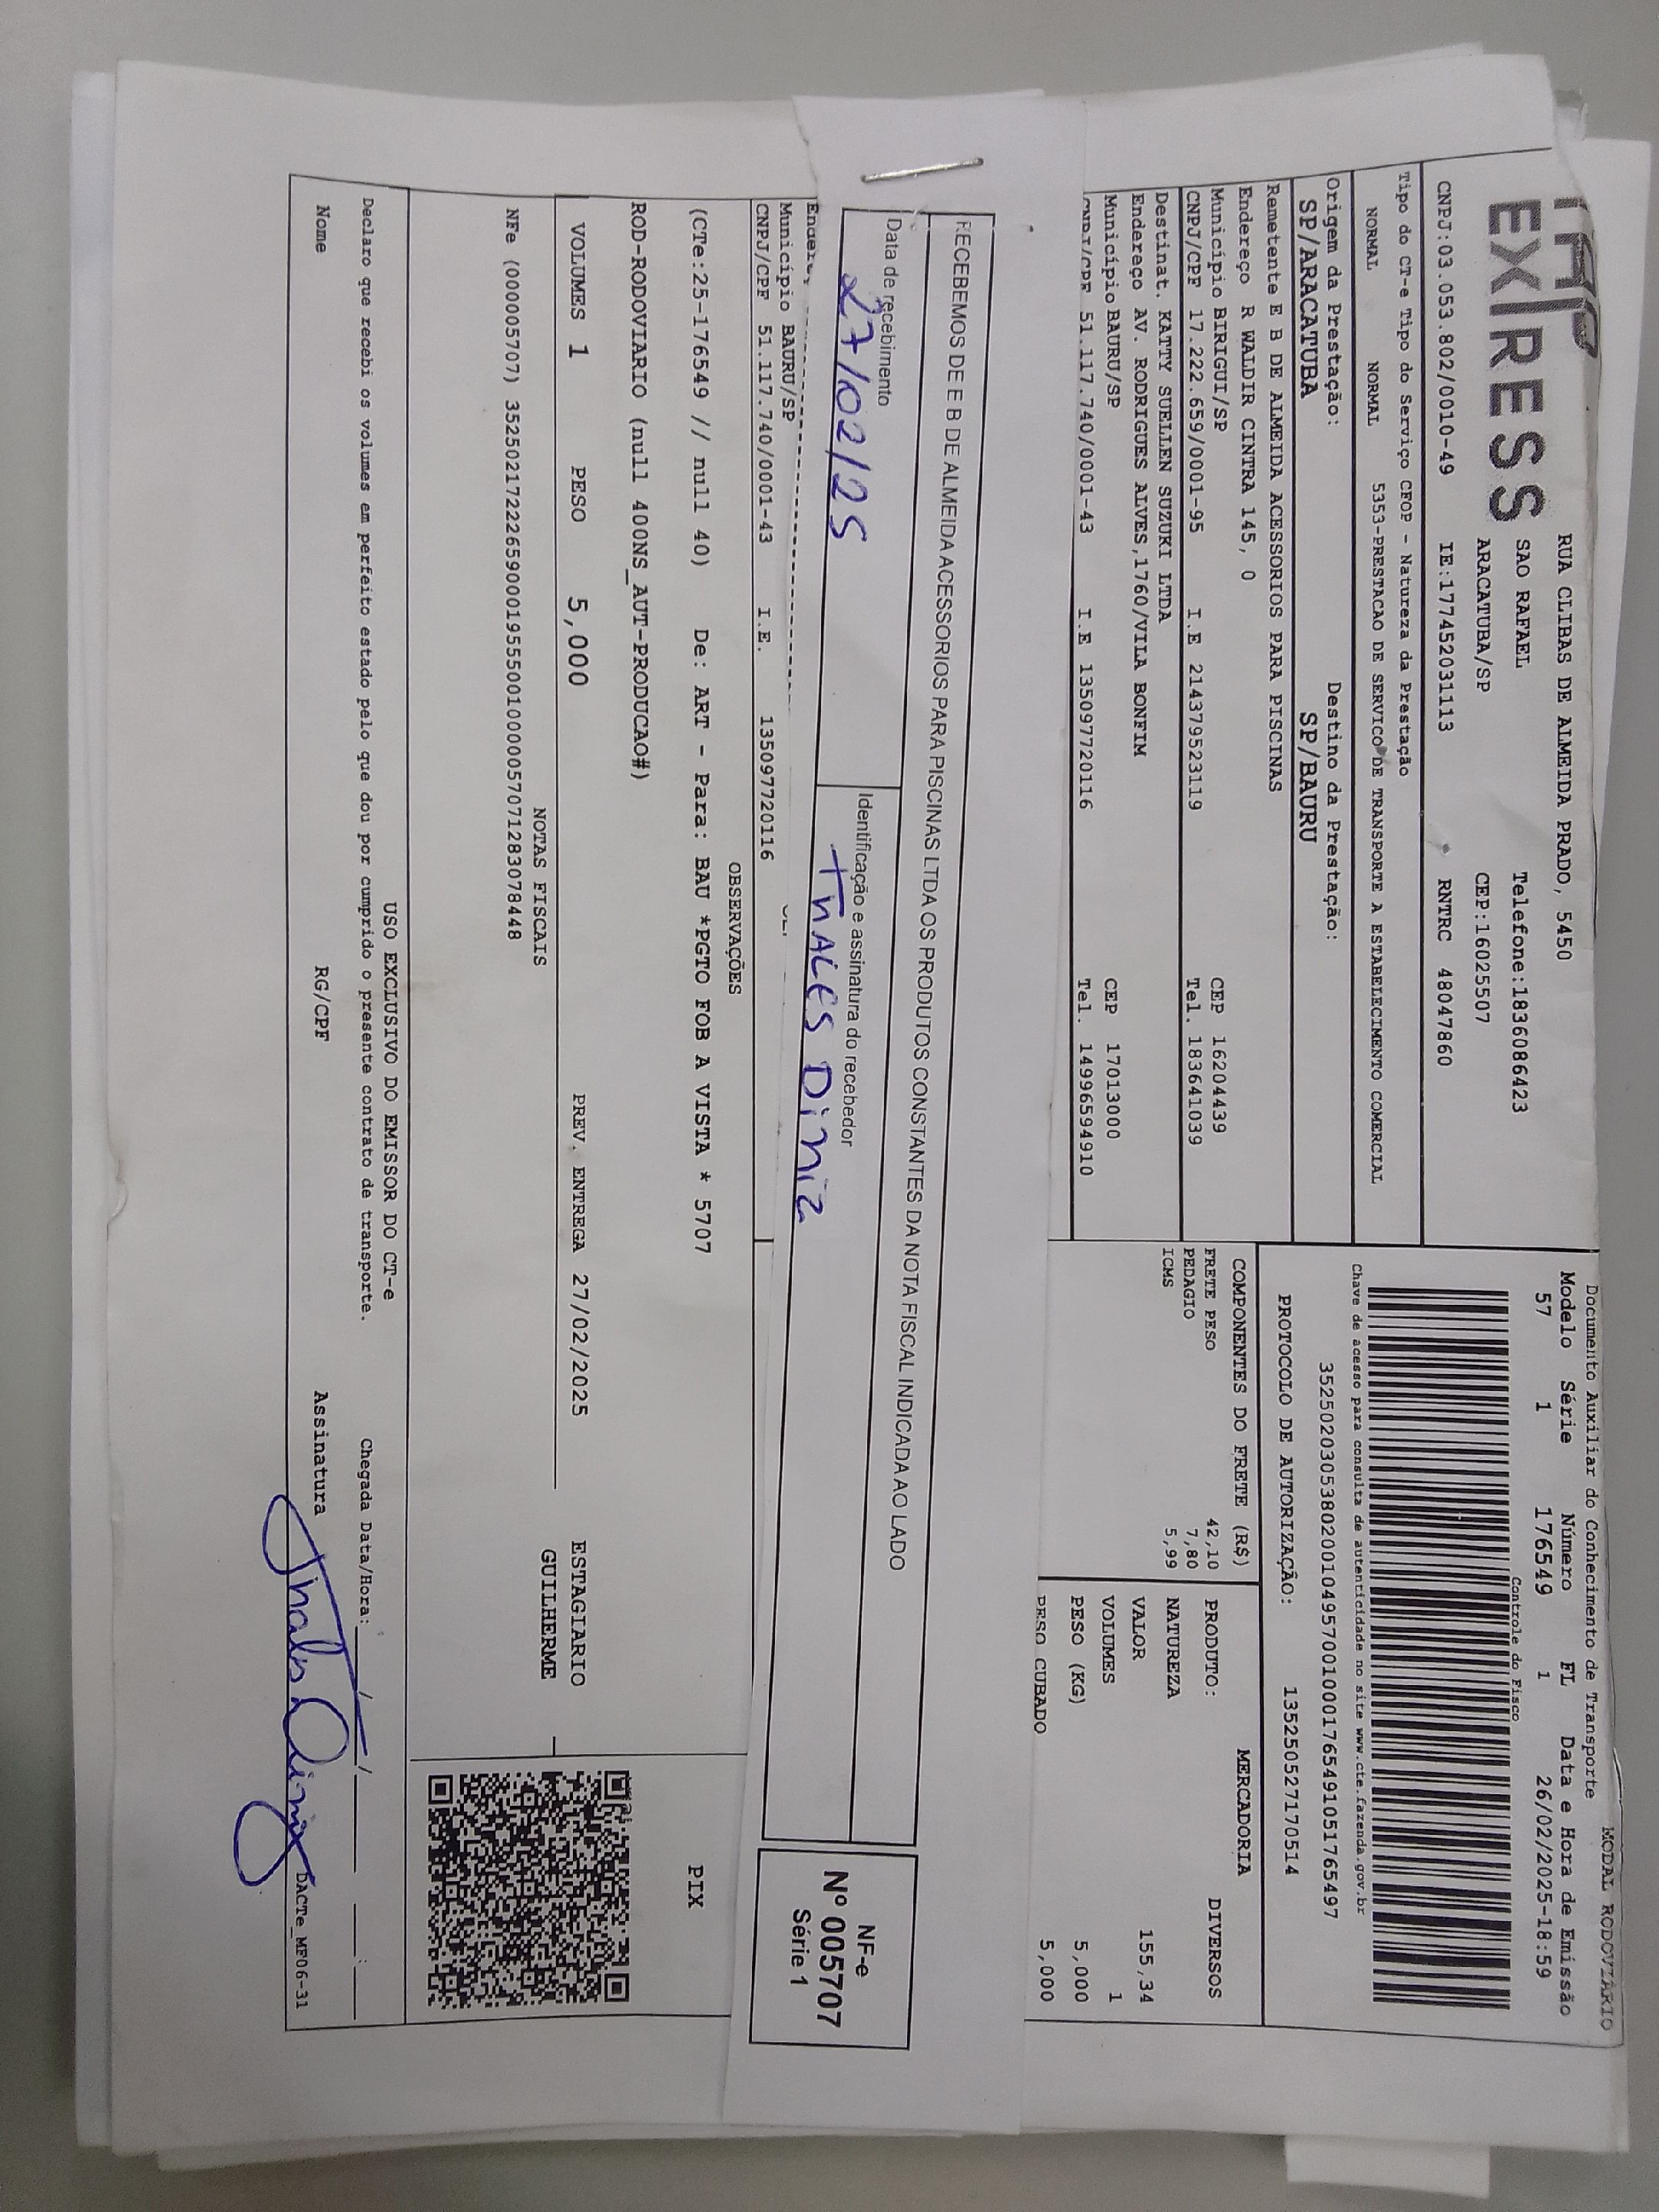 EXPRESS
RUA CLIBAS DE ALMEIDA PRADO, 5450
SAO RAFAEL Telefone:1836086423
ARACATUBA/SP CEP:16025507
CNPJ:03.053.802/0010-49 IE:177452031113 RNTRC 48047860
Tipo do CT-e Tipo do Serviço CFOP - Natureza da Prestação
NORMAL NORMAL 5353-PRESTACAO DE SERVICO DE TRANSPORTE A ESTABELECIMENTO COMERCIAL
Origem da Prestação: Destino da Prestação:
SP/ARACATUBA SP/BAURU
Remetente E B DE ALMEIDA ACESSORIOS PARA PISCINAS
Endereço R WALDIR CINTRA 145, 0
Município BIRIGUI/SP CEP 16204439
CNPJ/CPF 17.222.659/0001-95 I.E 214379523119 Tel. 183641039
Destinat. KATTY SUELLEN SUZUKI LTDA
Endereço AV. RODRIGUES ALVES,1760/VILA BONFIM
Município BAURU/SP CEP 17013000
CNPJ/CPF 51.117.740/0001-43 I.E 135097720116 Tel. 14996594910
MODAL RODOVIÁRIO
Documento Auxiliar do Conhecimento de Transporte
Modelo Série Número FL Data e Hora de Emissão
57 1 176549 1 26/02/2025-18:59
Controle do Fisco
Chave de acesso para consulta de autenticidade no site www.cte.fazenda.gov.br
35250203053802001049570010001765491051765497
PROTOCOLO DE AUTORIZAÇÃO: 135250527170514
COMPONENTES DO FRETE (R$)
FRETE PESO 42,10
PEDAGIO 7,80
ICMS 5,99
MERCADORIA
PRODUTO: DIVERSOS
NATUREZA
VALOR 155,34
VOLUMES 1
PESO (KG) 5,000
PESO CUBADO 5,000
RECEBEMOS DE E B DE ALMEIDA ACESSORIOS PARA PISCINAS LTDA OS PRODUTOS CONSTANTES DA NOTA FISCAL INDICADA AO LADO
Data de recebimento Identificação e assinatura do recebedor
27/02/25 THALES DiNiz
NF-e
Nº 005707
Série 1
Município BAURU/SP
CNPJ/CPF 51.117.740/0001-43 I.E. 135097720116
OBSERVAÇÕES
(CTe:25-176549 // null 40) De: ART - Para: BAU *PGTO FOB A VISTA * 5707
ROD-RODOVIARIO (null 400NS_AUT-PRODUCAO#)
PIX
VOLUMES 1 PESO 5,000 PREV. ENTREGA 27/02/2025 ESTAGIARIO
GUILHERME
NOTAS FISCAIS
NFe (000005707) 35250217222659000195550010000057071283078448
USO EXCLUSIVO DO EMISSOR DO CT-e
Declaro que recebi os volumes em perfeito estado pelo que dou por cumprido o presente contrato de transporte. Chegada Data/Hora: / / :
Nome RG/CPF Assinatura Thales Diniz
DACTe_MF06-31